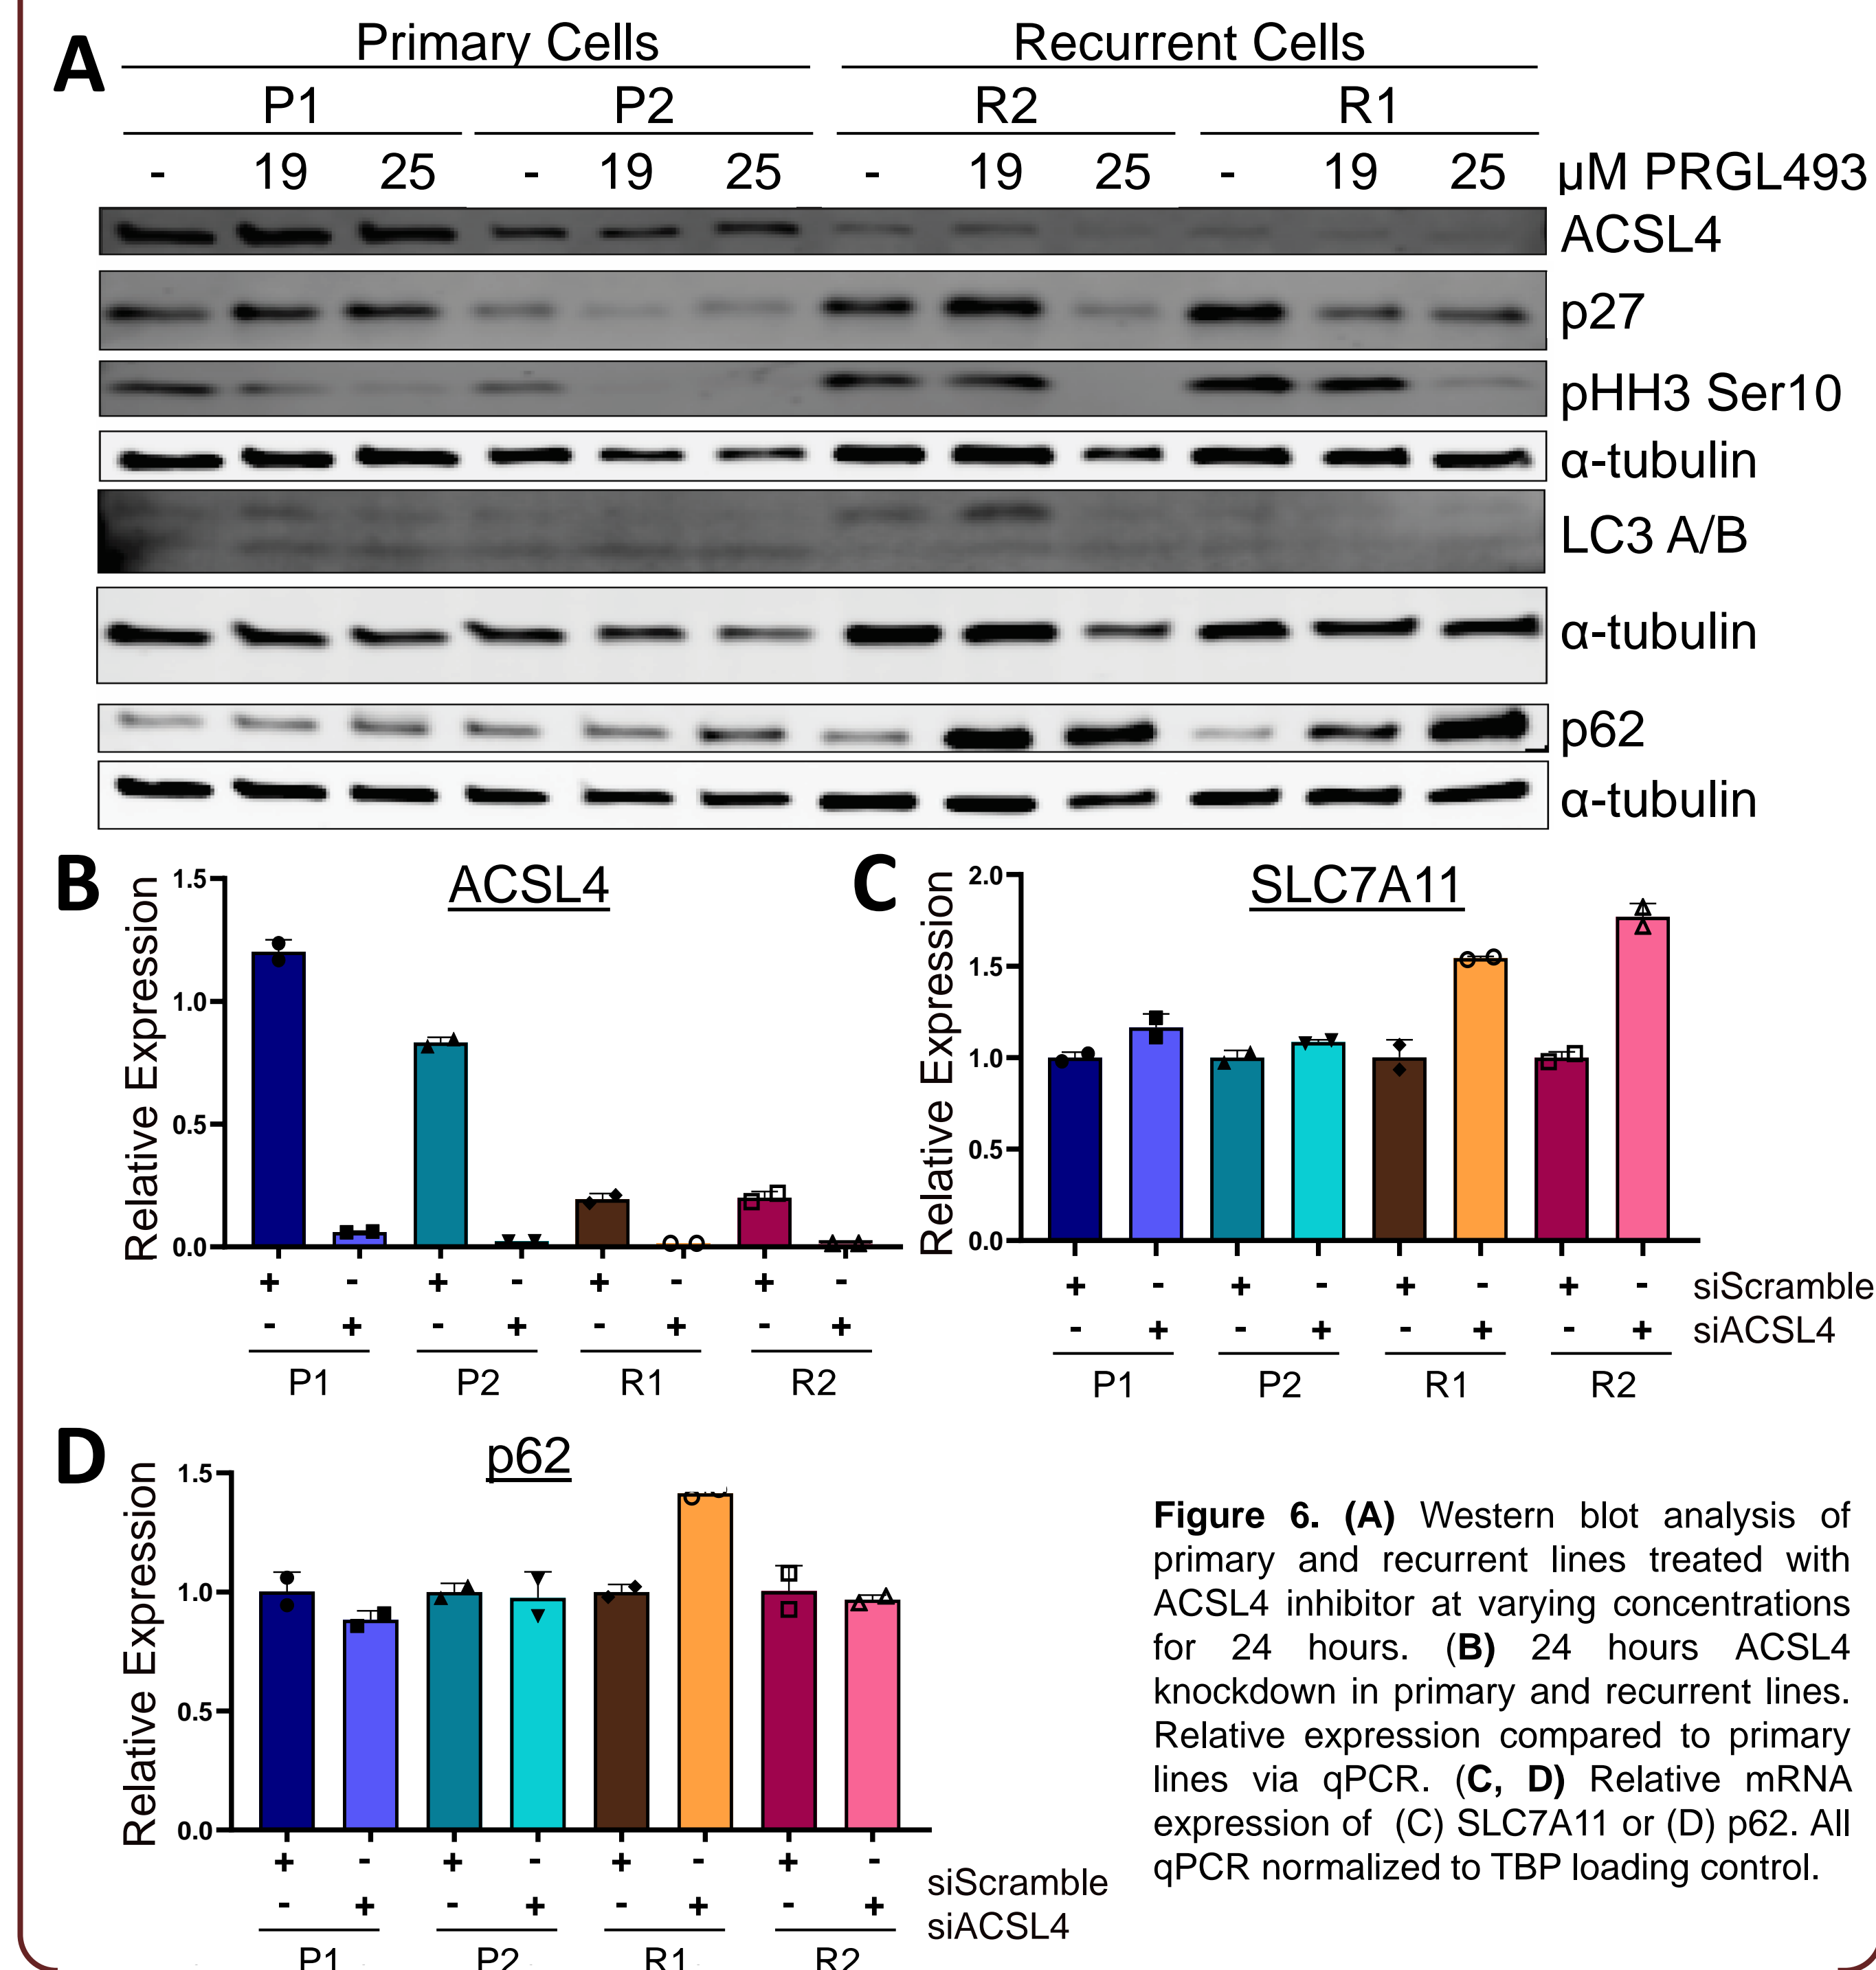 A
Primary Cells Recurrent Cells
P1 P2 R2 R1
- 19 25 - 19 25 - 19 25 - 19 25 µM PRGL493
ACSL4
p27
pHH3 Ser10
α-tubulin
LC3 A/B
α-tubulin
p62
α-tubulin
B
ACSL4
Relative Expression
1.5
1.0
0.5
0.0
+ - + - + - + -
- + - + - + - +
P1 P2 R1 R2
C
SLC7A11
Relative Expression
2.0
1.5
1.0
0.5
0.0
+ - + - + - + - siScramble
- + - + - + - + siACSL4
P1 P2 R1 R2
D
p62
Relative Expression
1.5
1.0
0.5
0.0
+ - + - + - + - siScramble
- + - + - + - + siACSL4
P1 P2 R1 R2
Figure 6. (A) Western blot analysis of
primary and recurrent lines treated with
ACSL4 inhibitor at varying concentrations
for 24 hours. (B) 24 hours ACSL4
knockdown in primary and recurrent lines.
Relative expression compared to primary
lines via qPCR. (C, D) Relative mRNA
expression of (C) SLC7A11 or (D) p62. All
qPCR normalized to TBP loading control.